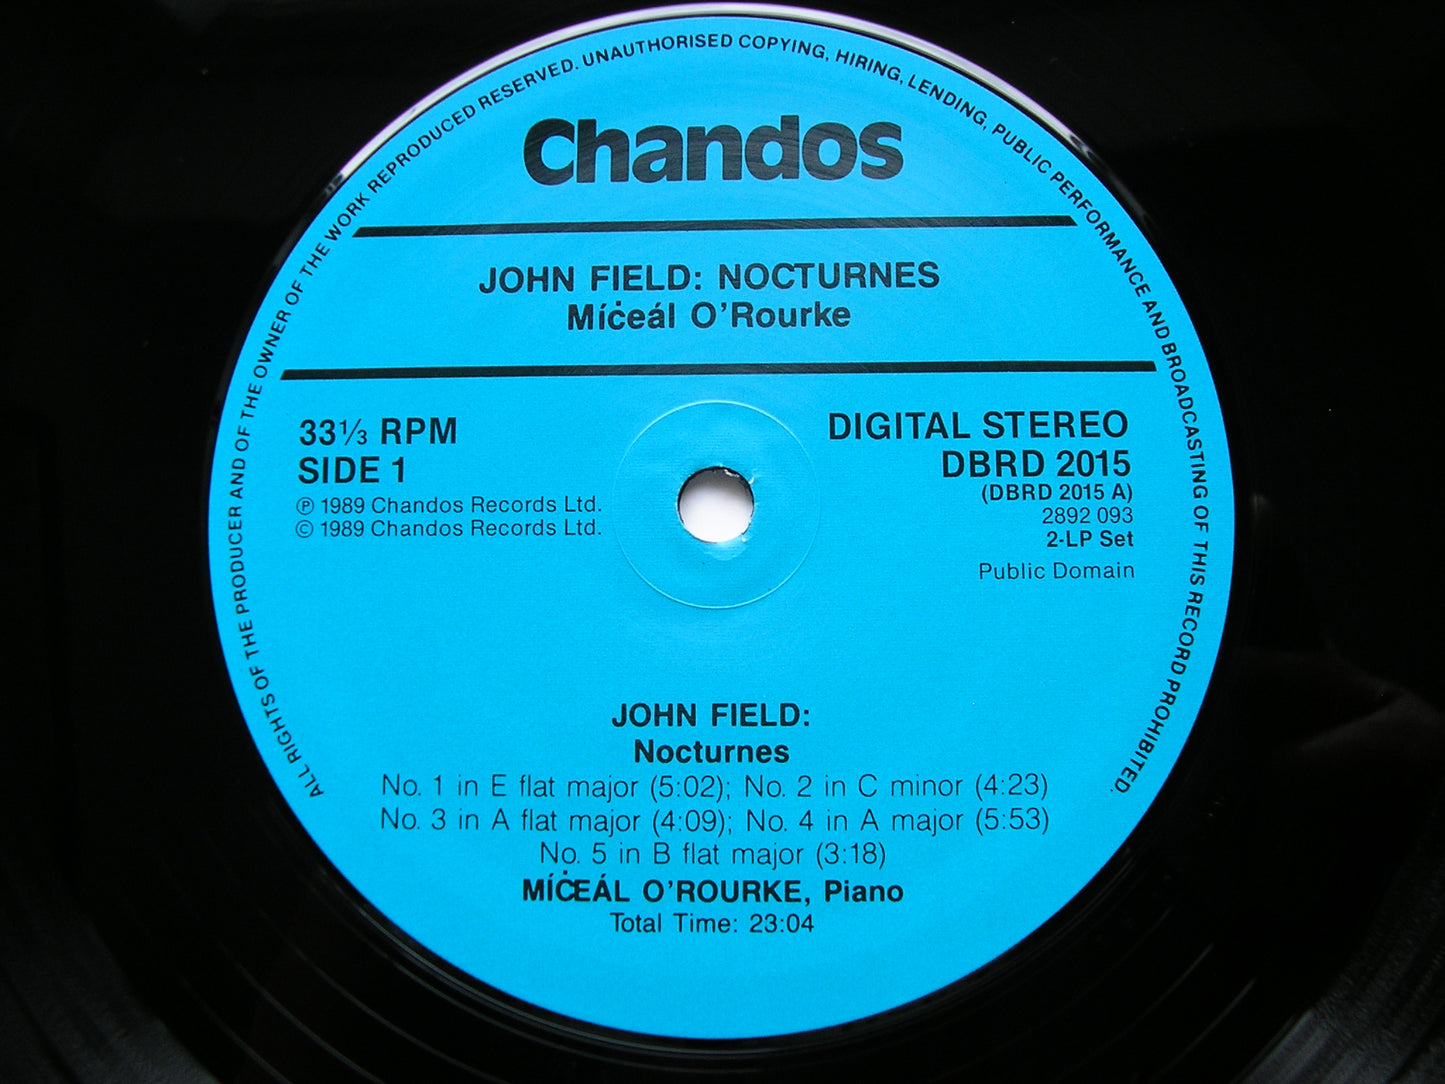 ALL RIGHTS OF THE PRODUCER AND OF THE OWNER OF THE WORK REPRODUCED RESERVED. UNAUTHORISED COPYING, HIRING, LENDING, PUBLIC PERFORMANCE AND BROADCASTING OF THIS RECORD PROHIBITED.
Chandos
JOHN FIELD: NOCTURNES
Míċeál O'Rourke
33⅓ RPM
SIDE 1
℗ 1989 Chandos Records Ltd.
© 1989 Chandos Records Ltd.
DIGITAL STEREO
DBRD 2015
(DBRD 2015 A)
2892 093
2-LP Set
Public Domain
JOHN FIELD:
Nocturnes
No. 1 in E flat major (5:02); No. 2 in C minor (4:23)
No. 3 in A flat major (4:09); No. 4 in A major (5:53)
No. 5 in B flat major (3:18)
MÍĊEÁL O'ROURKE, Piano
Total Time: 23:04